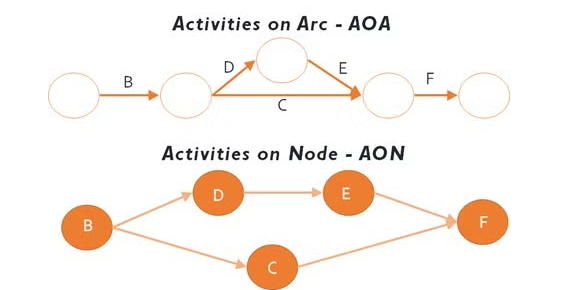 Activities on Arc - AOA
D
E
B
F
C
Activities on Node - AON
D
E
B
F
C